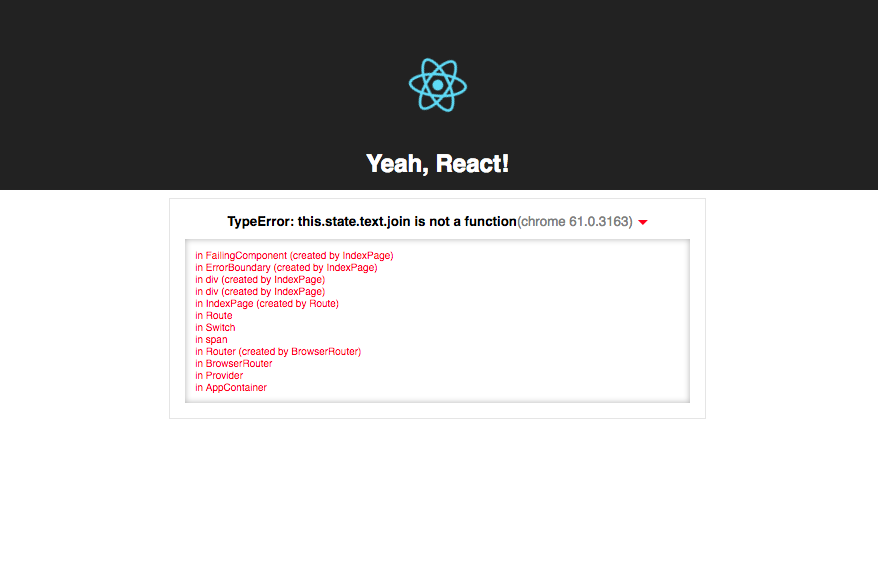 Yeah, React!
TypeError: this.state.text.join is not a function(chrome 61.0.3163)
in FailingComponent (created by IndexPage)
in ErrorBoundary (created by IndexPage)
in div (created by IndexPage)
in div (created by IndexPage)
in IndexPage (created by Route)
in Route
in Switch
in span
in Router (created by BrowserRouter)
in BrowserRouter
in Provider
in AppContainer